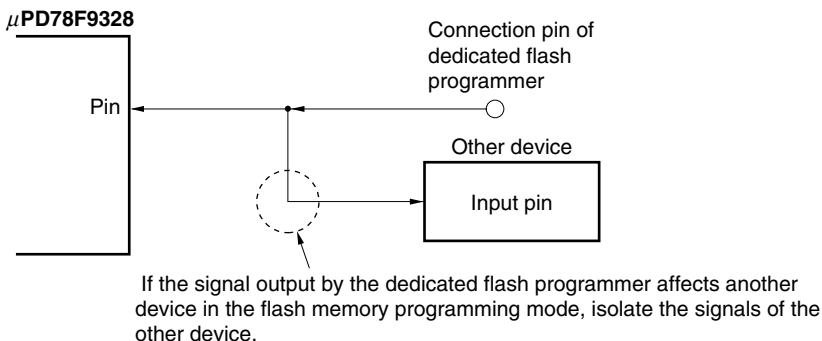 μPD78F9328
Connection pin of
dedicated flash
programmer
Pin
Other device
Input pin
If the signal output by the dedicated flash programmer affects another
device in the flash memory programming mode, isolate the signals of the
other device.